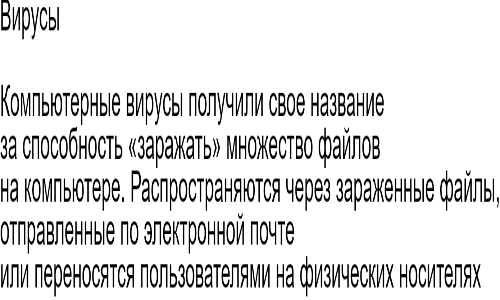 Вирусы
Компьютерные вирусы получили свое название
за способность «заражать» множество файлов
на компьютере. Распространяются через зараженные файлы,
отправленные по электронной почте
или переносятся пользователями на физических носителях